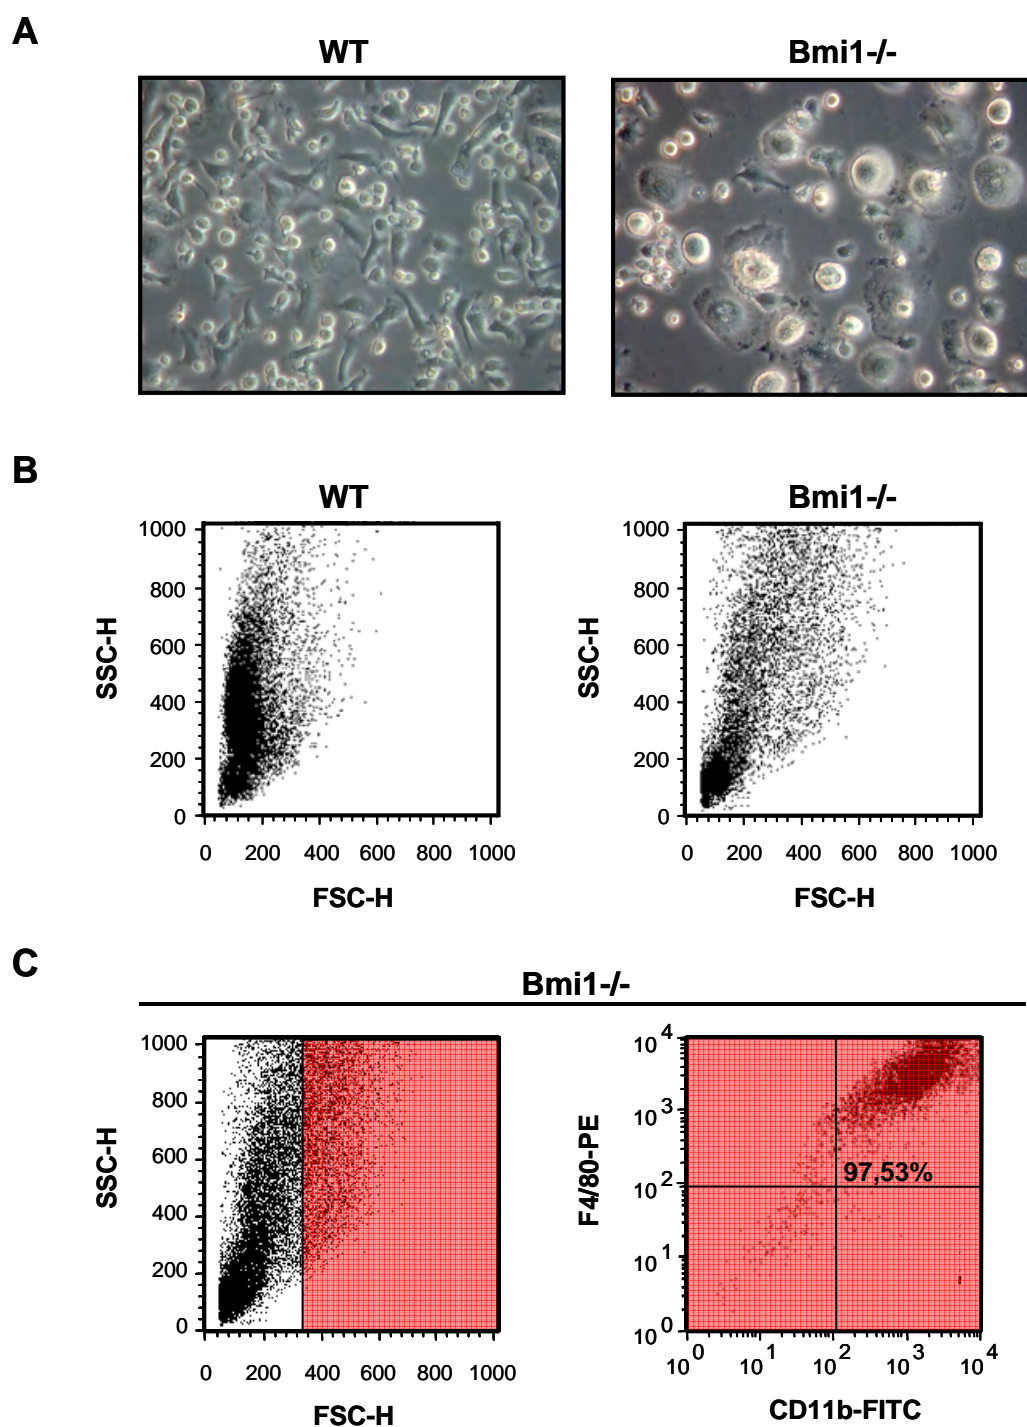 A
WT Bmi1-/-
B
WT Bmi1-/-
1000 1000
800 800
600 600
400 400
200 200
0 0
SSC-H SSC-H
0 200 400 600 800 1000 0 200 400 600 800 1000
FSC-H FSC-H
C
Bmi1-/-
1000
800
600
400
200
0
SSC-H
0 200 400 600 800 1000
FSC-H
10 4
10 3
10 2
10 1
10 0
F4/80-PE
97,53%
10 0 10 1 10 2 10 3 10 4
CD11b-FITC